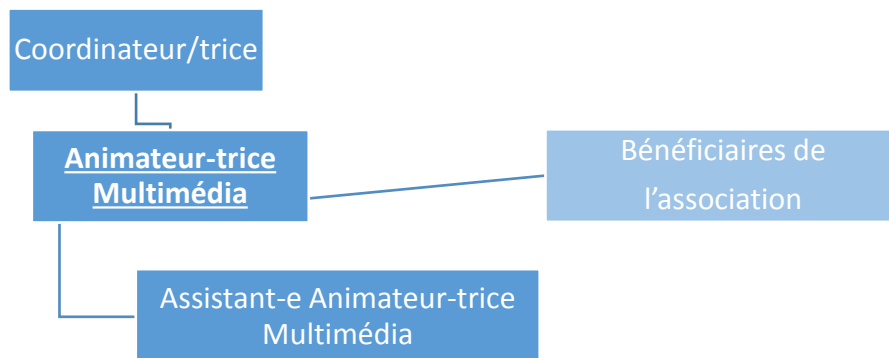 Coordinateur/trice
Animateur-trice
Multimédia
Bénéficiaires de
l’association
Assistant-e Animateur-trice
Multimédia